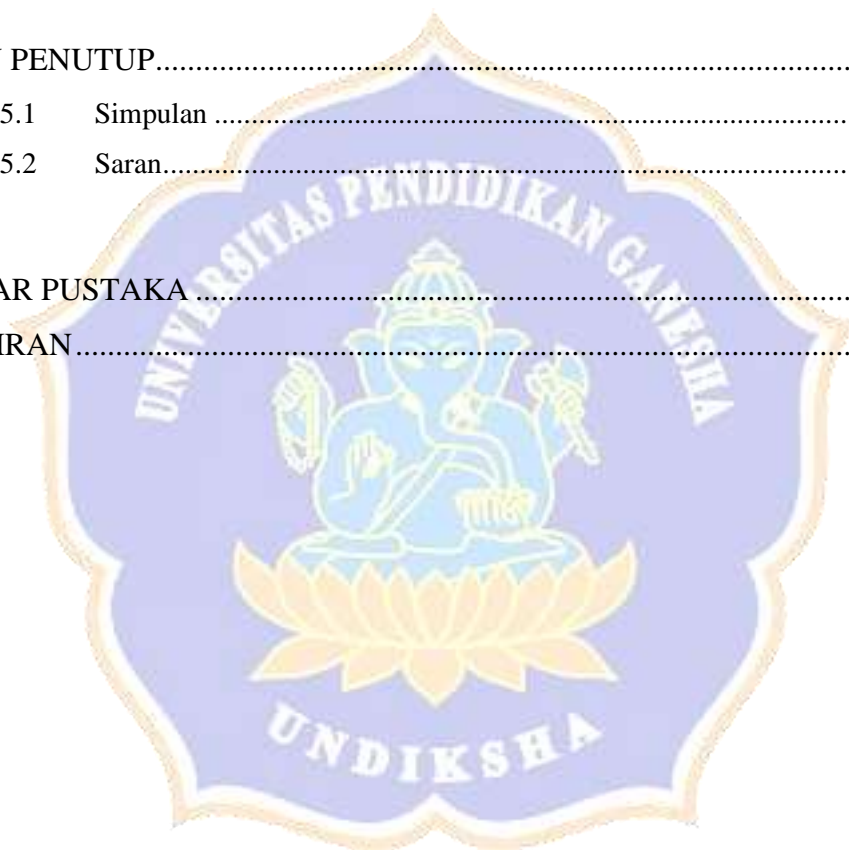 PENUTUP................................................................................................
5.1 Simpulan ................................................................................
5.2 Saran.......................................................................................
UNIVERSITAS PENDIDIKAN GANESHA
AR PUSTAKA ...................................................................................
IRAN..................................................................................................
UNDIKSHA